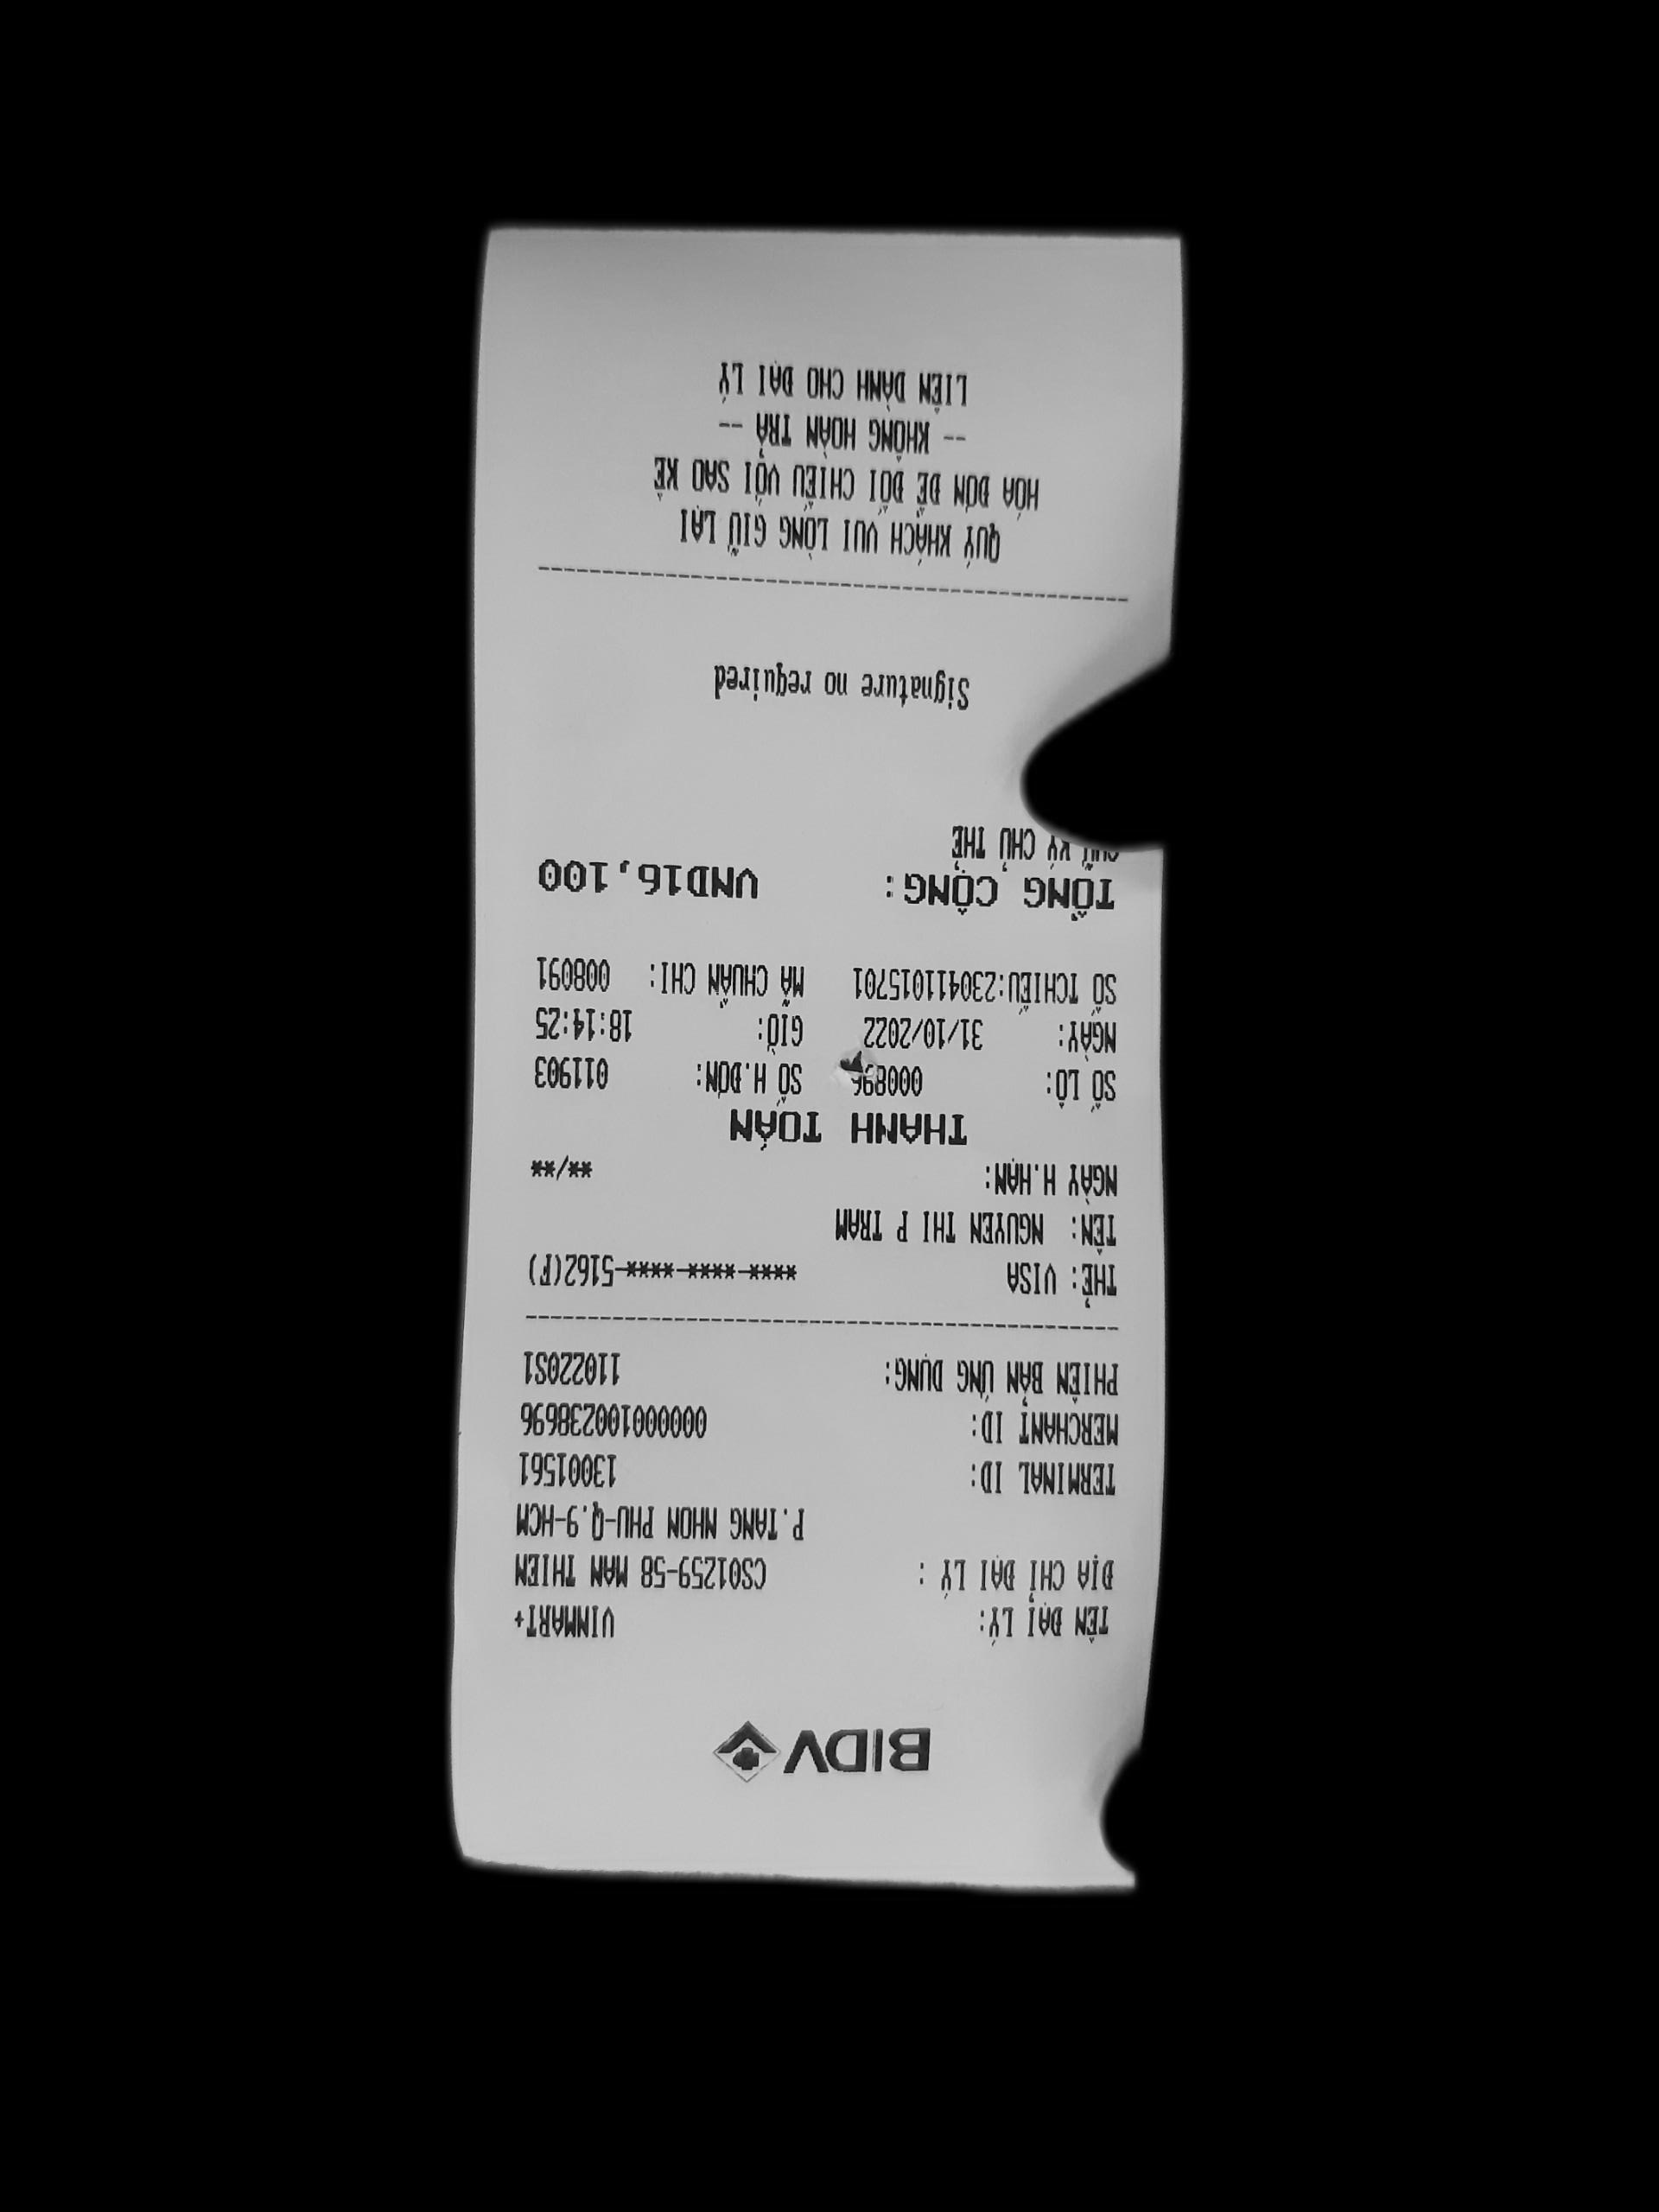 BIDV
TÊN ĐẠI LÝ: VINMART+
ĐỊA CHỈ ĐẠI LÝ : CS01259-58 MAN THIEN
P.TANG NHON PHU-Q.9-HCM
TERMINAL ID: 13001561
MERCHANT ID: 000000100238696
PHIÊN BẢN ỨNG DỤNG: 110220S1
THẺ: VISA ****-****-****-5162(F)
TÊN: NGUYEN THI P TRAM
NGÀY H.HẠN: **/**
THANH TOÁN
SỐ LÔ: 000896 SỐ H.ĐƠN: 011903
NGÀY: 31/10/2022 GIỜ: 18:14:25
SỐ TCHIẾU:230411015701 MÃ CHUẨN CHI: 008091
TỔNG CỘNG: VND16,100
CHỮ KÝ CHỦ THẺ
Signature no required
QUÝ KHÁCH VUI LÒNG GIỮ LẠI
HÓA ĐƠN ĐỂ ĐỐI CHIẾU VỚI SAO KÊ
-- KHÔNG HOÀN TRẢ --
LIÊN DÀNH CHO ĐẠI LÝ